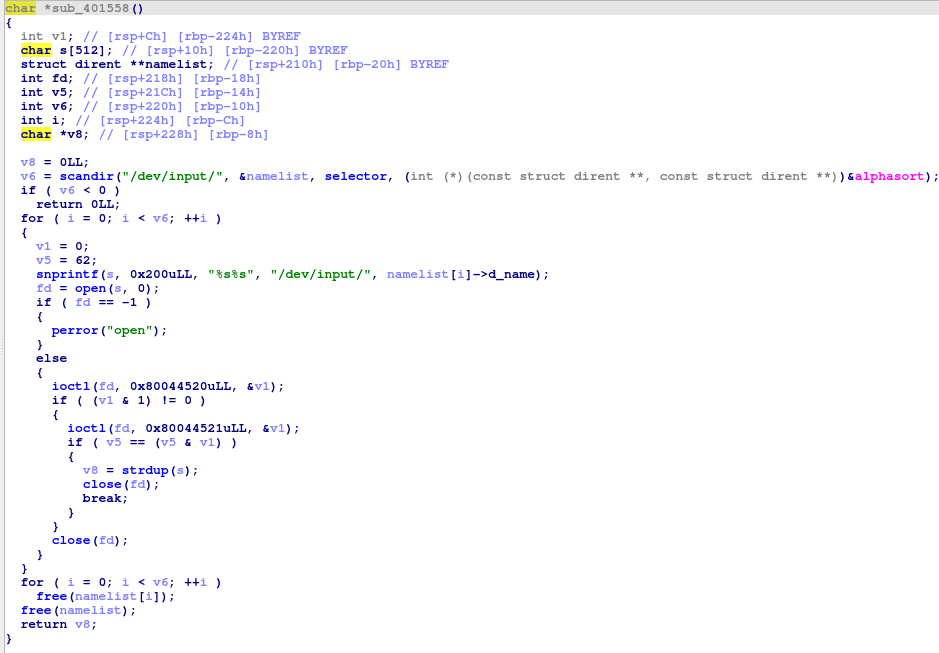 char *sub_401558()
{
  int v1; // [rsp+Ch] [rbp-224h] BYREF
  char s[512]; // [rsp+10h] [rbp-220h] BYREF
  struct dirent **namelist; // [rsp+210h] [rbp-20h] BYREF
  int fd; // [rsp+218h] [rbp-18h]
  int v5; // [rsp+21Ch] [rbp-14h]
  int v6; // [rsp+220h] [rbp-10h]
  int i; // [rsp+224h] [rbp-Ch]
  char *v8; // [rsp+228h] [rbp-8h]

  v8 = 0LL;
  v6 = scandir("/dev/input/", &namelist, selector, (int (*)(const struct dirent **, const struct dirent **))&alphasort);
  if ( v6 < 0 )
    return 0LL;
  for ( i = 0; i < v6; ++i )
  {
    v1 = 0;
    v5 = 62;
    snprintf(s, 0x200uLL, "%s%s", "/dev/input/", namelist[i]->d_name);
    fd = open(s, 0);
    if ( fd == -1 )
    {
      perror("open");
    }
    else
    {
      ioctl(fd, 0x80044520uLL, &v1);
      if ( (v1 & 1) != 0 )
      {
        ioctl(fd, 0x80044521uLL, &v1);
        if ( v5 == (v5 & v1) )
        {
          v8 = strdup(s);
          close(fd);
          break;
        }
      }
      close(fd);
    }
  }
  for ( i = 0; i < v6; ++i )
    free(namelist[i]);
  free(namelist);
  return v8;
}